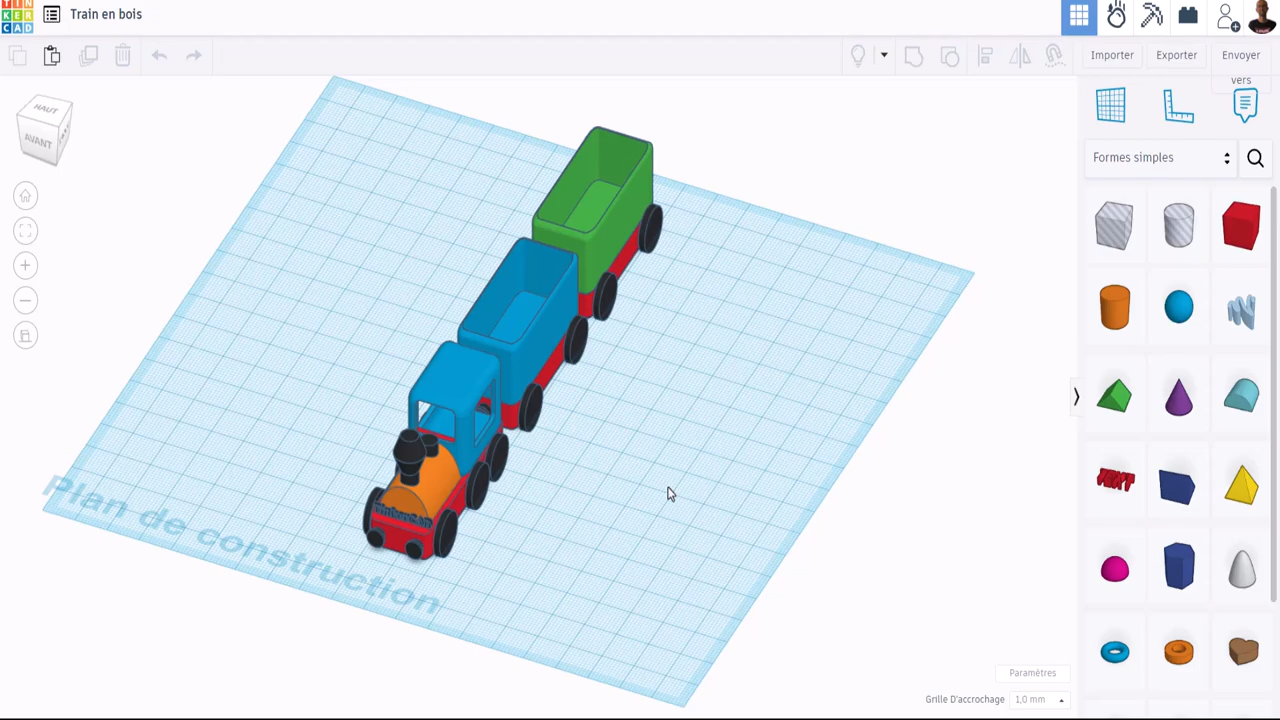 TIN
KER
CAD
Train en bois
Importer
Exporter
Envoyer
vers
HAUT
AVANT
Formes simples
TEXT
Plan de construction
Paramètres
Grille D'accrochage
1,0 mm